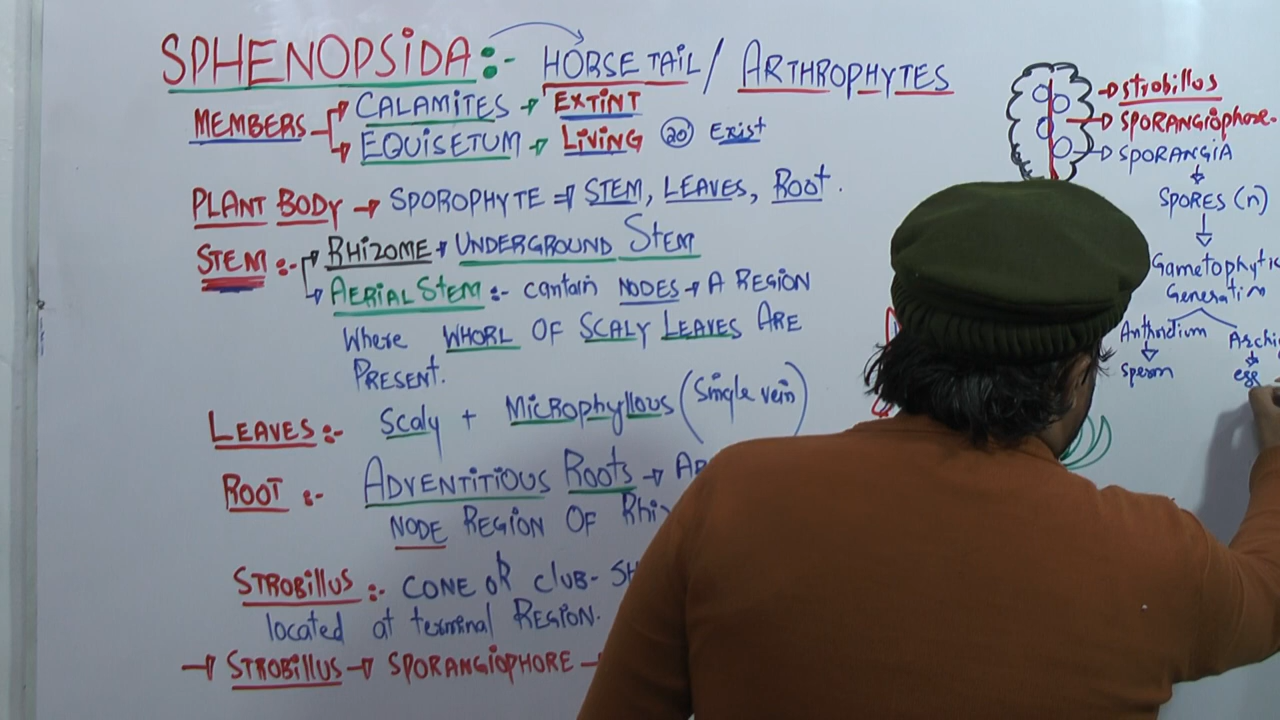 SPHENOPSIDA :- HORSE TAIL / ARTHROPHYTES
MEMBERS → CALAMITES → EXTINT
→ EQUISETUM → LIVING 20 Exist
PLANT BODY → SPOROPHYTE ⇒ STEM, LEAVES, Root.
STEM :- → RHIZOME → UNDERGROUND STEM
→ AERIAL STEM :- contain NODES → A REGION
Where WHORL OF SCALY LEAVES ARE
PRESENT.
LEAVES :- Scaly + Microphyllous (Single vein)
ROOT :- ADVENTITIOUS Roots →
NODE REGION OF
STROBILLUS :- CONE OR Club-
located at terminal REGION.
→ STROBILLUS → SPORANGIOPHORE →
→ strobillus
→ SPORANGIOPHORE.
→ SPORANGIA
SPORES (n)
Gametophytic
Generation
Anthridium
sperm
egg